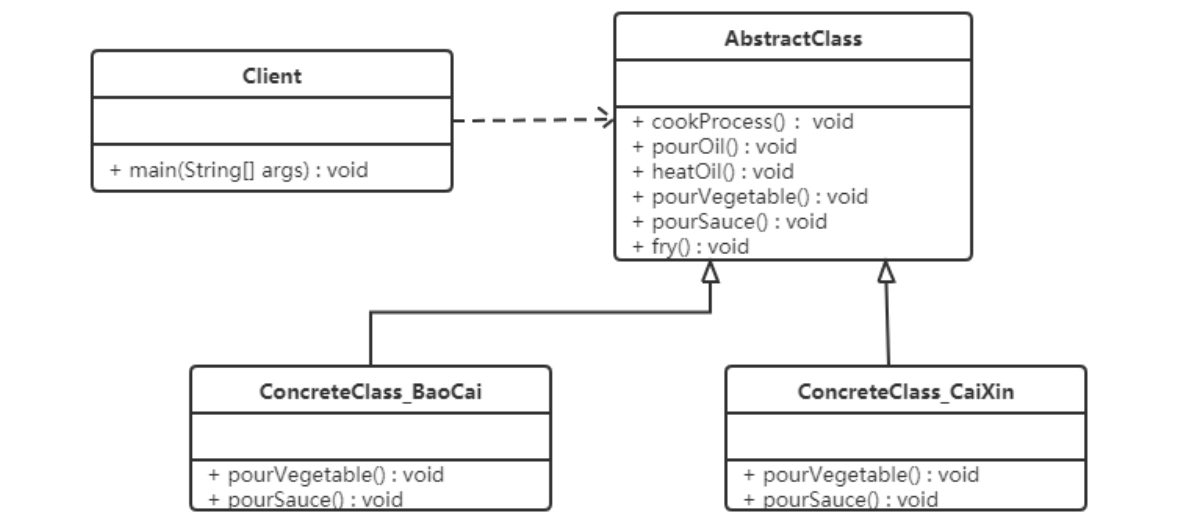 Client
+ main(String[] args) : void
AbstractClass
+ cookProcess() : void
+ pourOil() : void
+ heatOil() : void
+ pourVegetable() : void
+ pourSauce() : void
+ fry() : void
ConcreteClass_BaoCai
+ pourVegetable() : void
+ pourSauce() : void
ConcreteClass_CaiXin
+ pourVegetable() : void
+ pourSauce() : void